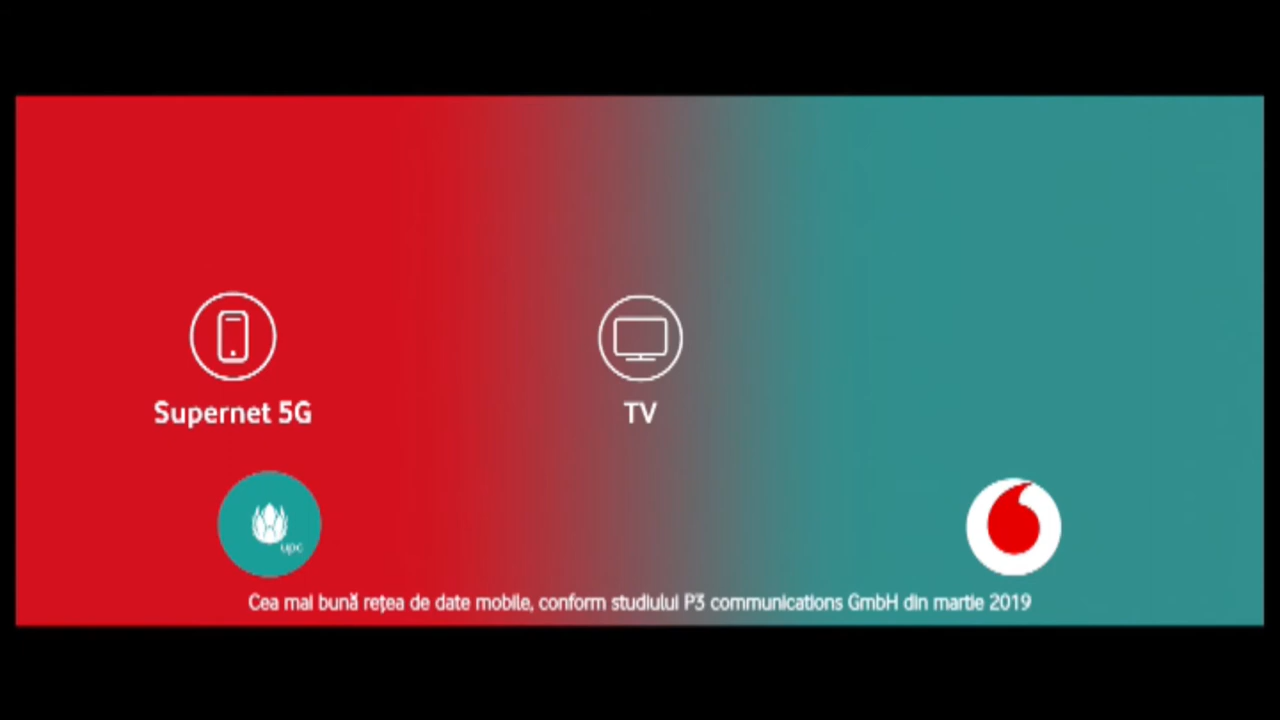 Supernet 5G
TV
upc
Cea mai bună rețea de date mobile, conform studiului P3 communications GmbH din martie 2019